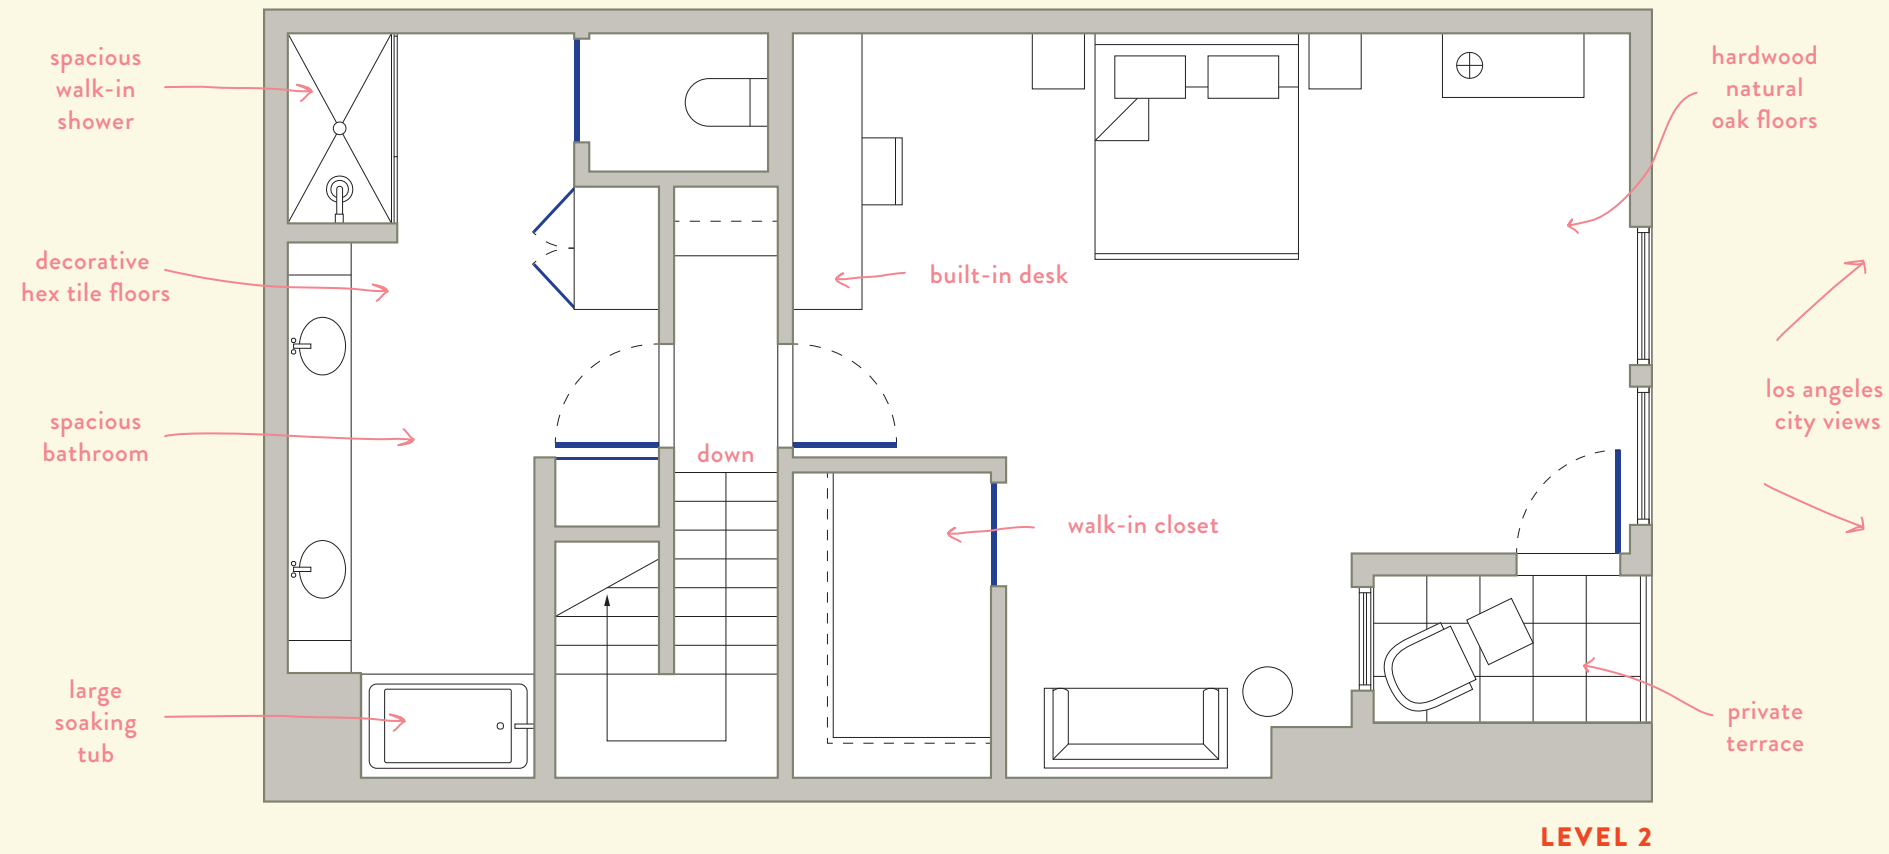 spacious
walk-in
shower
decorative
hex tile floors
spacious
bathroom
large
soaking
tub
down
built-in desk
walk-in closet
hardwood
natural
oak floors
los angeles
city views
private
terrace
LEVEL 2